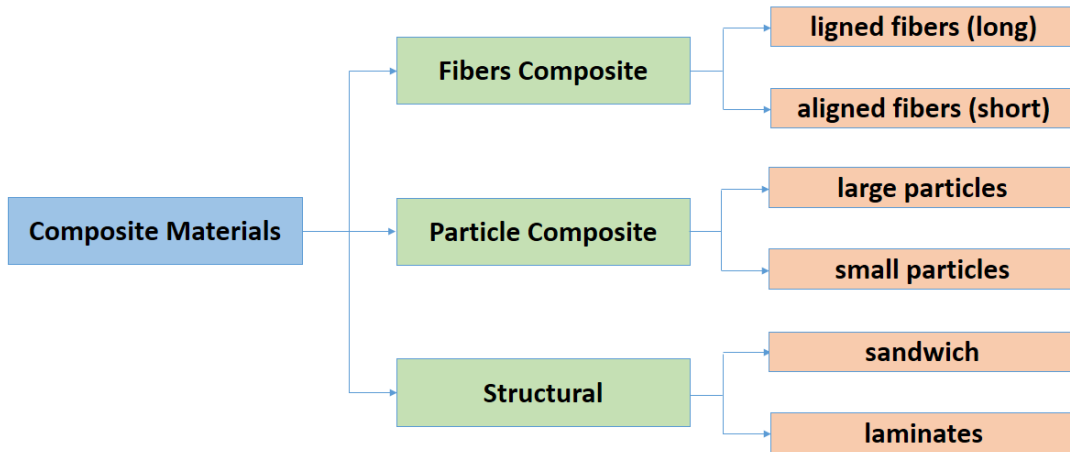 Composite Materials
Fibers Composite
ligned fibers (long)
aligned fibers (short)
Particle Composite
large particles
small particles
Structural
sandwich
laminates